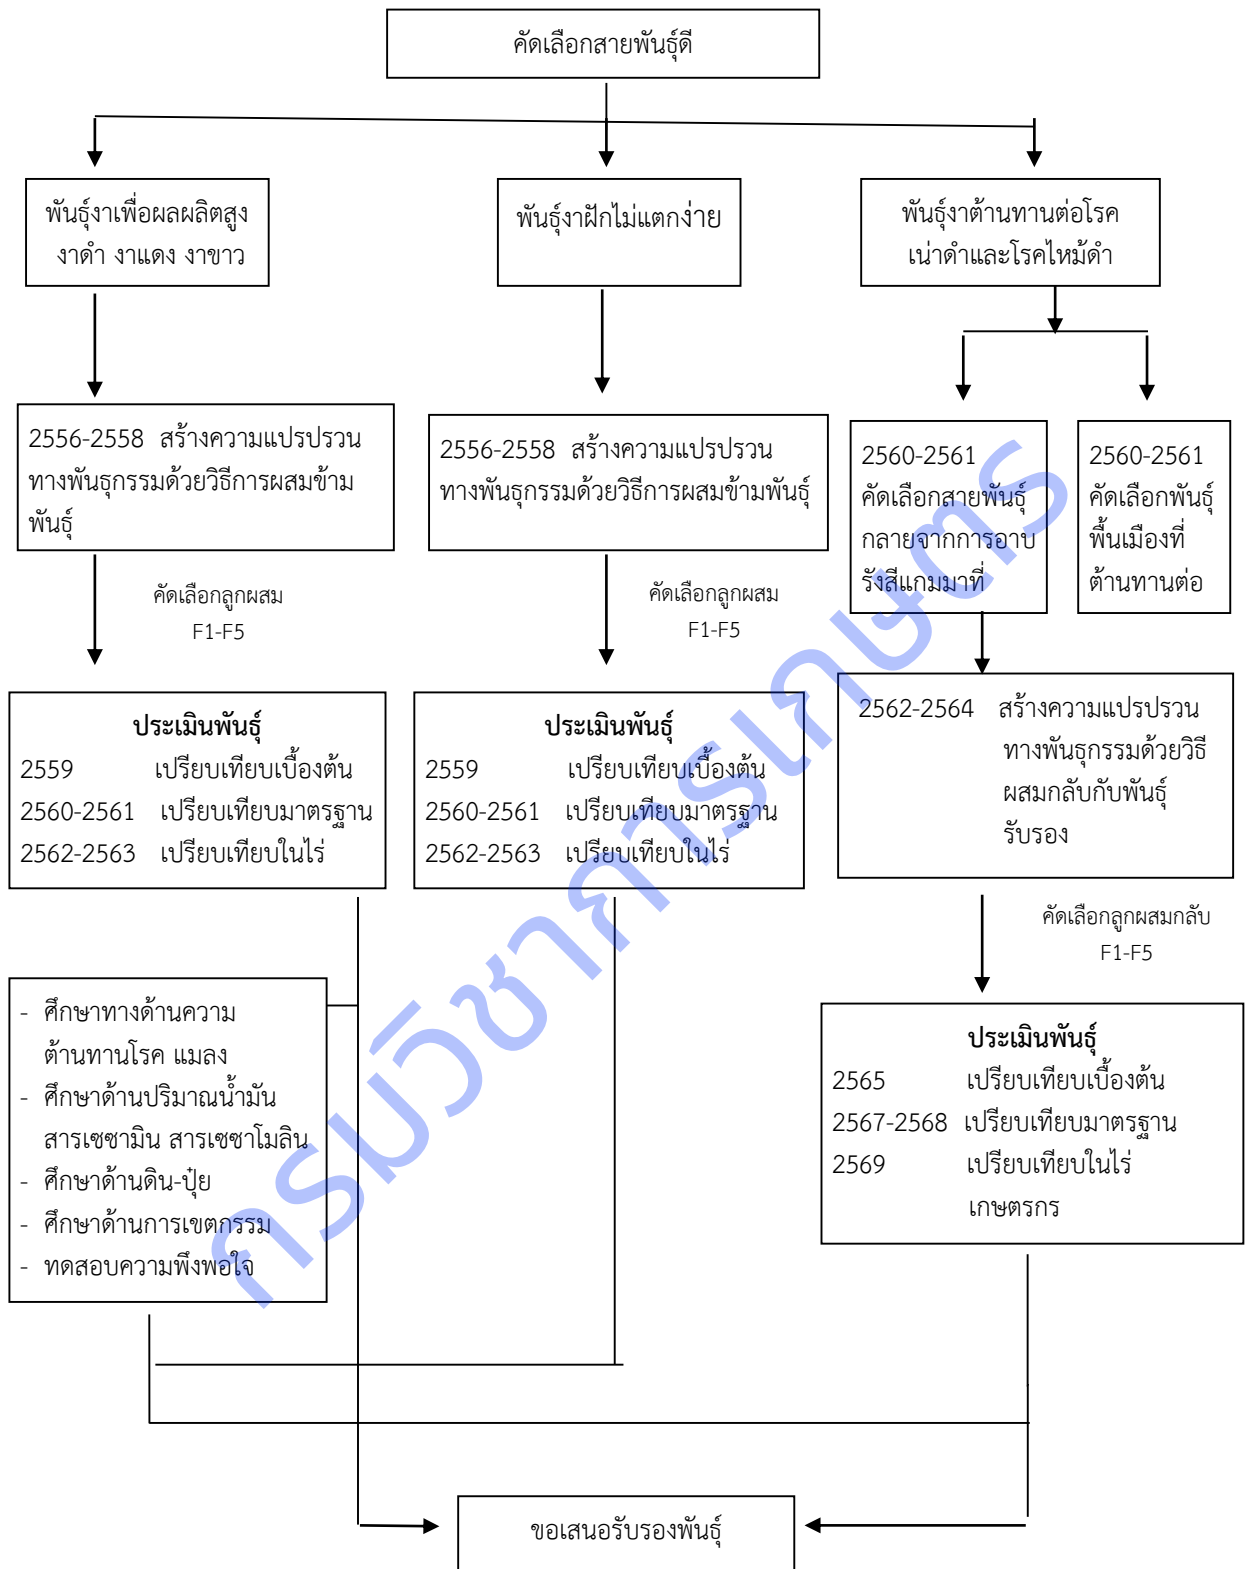 คัดเลือกสายพันธุ์ดี
พันธุ์งาเพื่อผลผลิตสูง
งาดำ งาแดง งาขาว
พันธุ์งาฝักไม่แตกง่าย
พันธุ์งาต้านทานต่อโรค
เน่าดำและโรคไหม้ดำ
2556-2558 สร้างความแปรปรวน
ทางพันธุกรรมด้วยวิธีการผสมข้าม
พันธุ์
2556-2558 สร้างความแปรปรวน
ทางพันธุกรรมด้วยวิธีการผสมข้ามพันธุ์
2560-2561
คัดเลือกสายพันธุ์
กลายจากการอาบ
รังสีแกมมาที่
2560-2561
คัดเลือกพันธุ์
พื้นเมืองที่
ต้านทานต่อ
คัดเลือกลูกผสม
F1-F5
คัดเลือกลูกผสม
F1-F5
ประเมินพันธุ์
2559 เปรียบเทียบเบื้องต้น
2560-2561 เปรียบเทียบมาตรฐาน
2562-2563 เปรียบเทียบในไร่
ประเมินพันธุ์
2559 เปรียบเทียบเบื้องต้น
2560-2561 เปรียบเทียบมาตรฐาน
2562-2563 เปรียบเทียบในไร่
2562-2564 สร้างความแปรปรวน
ทางพันธุกรรมด้วยวิธี
ผสมกลับกับพันธุ์
รับรอง
คัดเลือกลูกผสมกลับ
F1-F5
- ศึกษาทางด้านความ
ต้านทานโรค แมลง
- ศึกษาด้านปริมาณน้ำมัน
สารเซซามิน สารเซซาโมลิน
- ศึกษาด้านดิน-ปุ๋ย
- ศึกษาด้านการเขตกรรม
- ทดสอบความพึงพอใจ
ประเมินพันธุ์
2565 เปรียบเทียบเบื้องต้น
2567-2568 เปรียบเทียบมาตรฐาน
2569 เปรียบเทียบในไร่
เกษตรกร
ขอเสนอรับรองพันธุ์
กรมวิชาการเกษตร